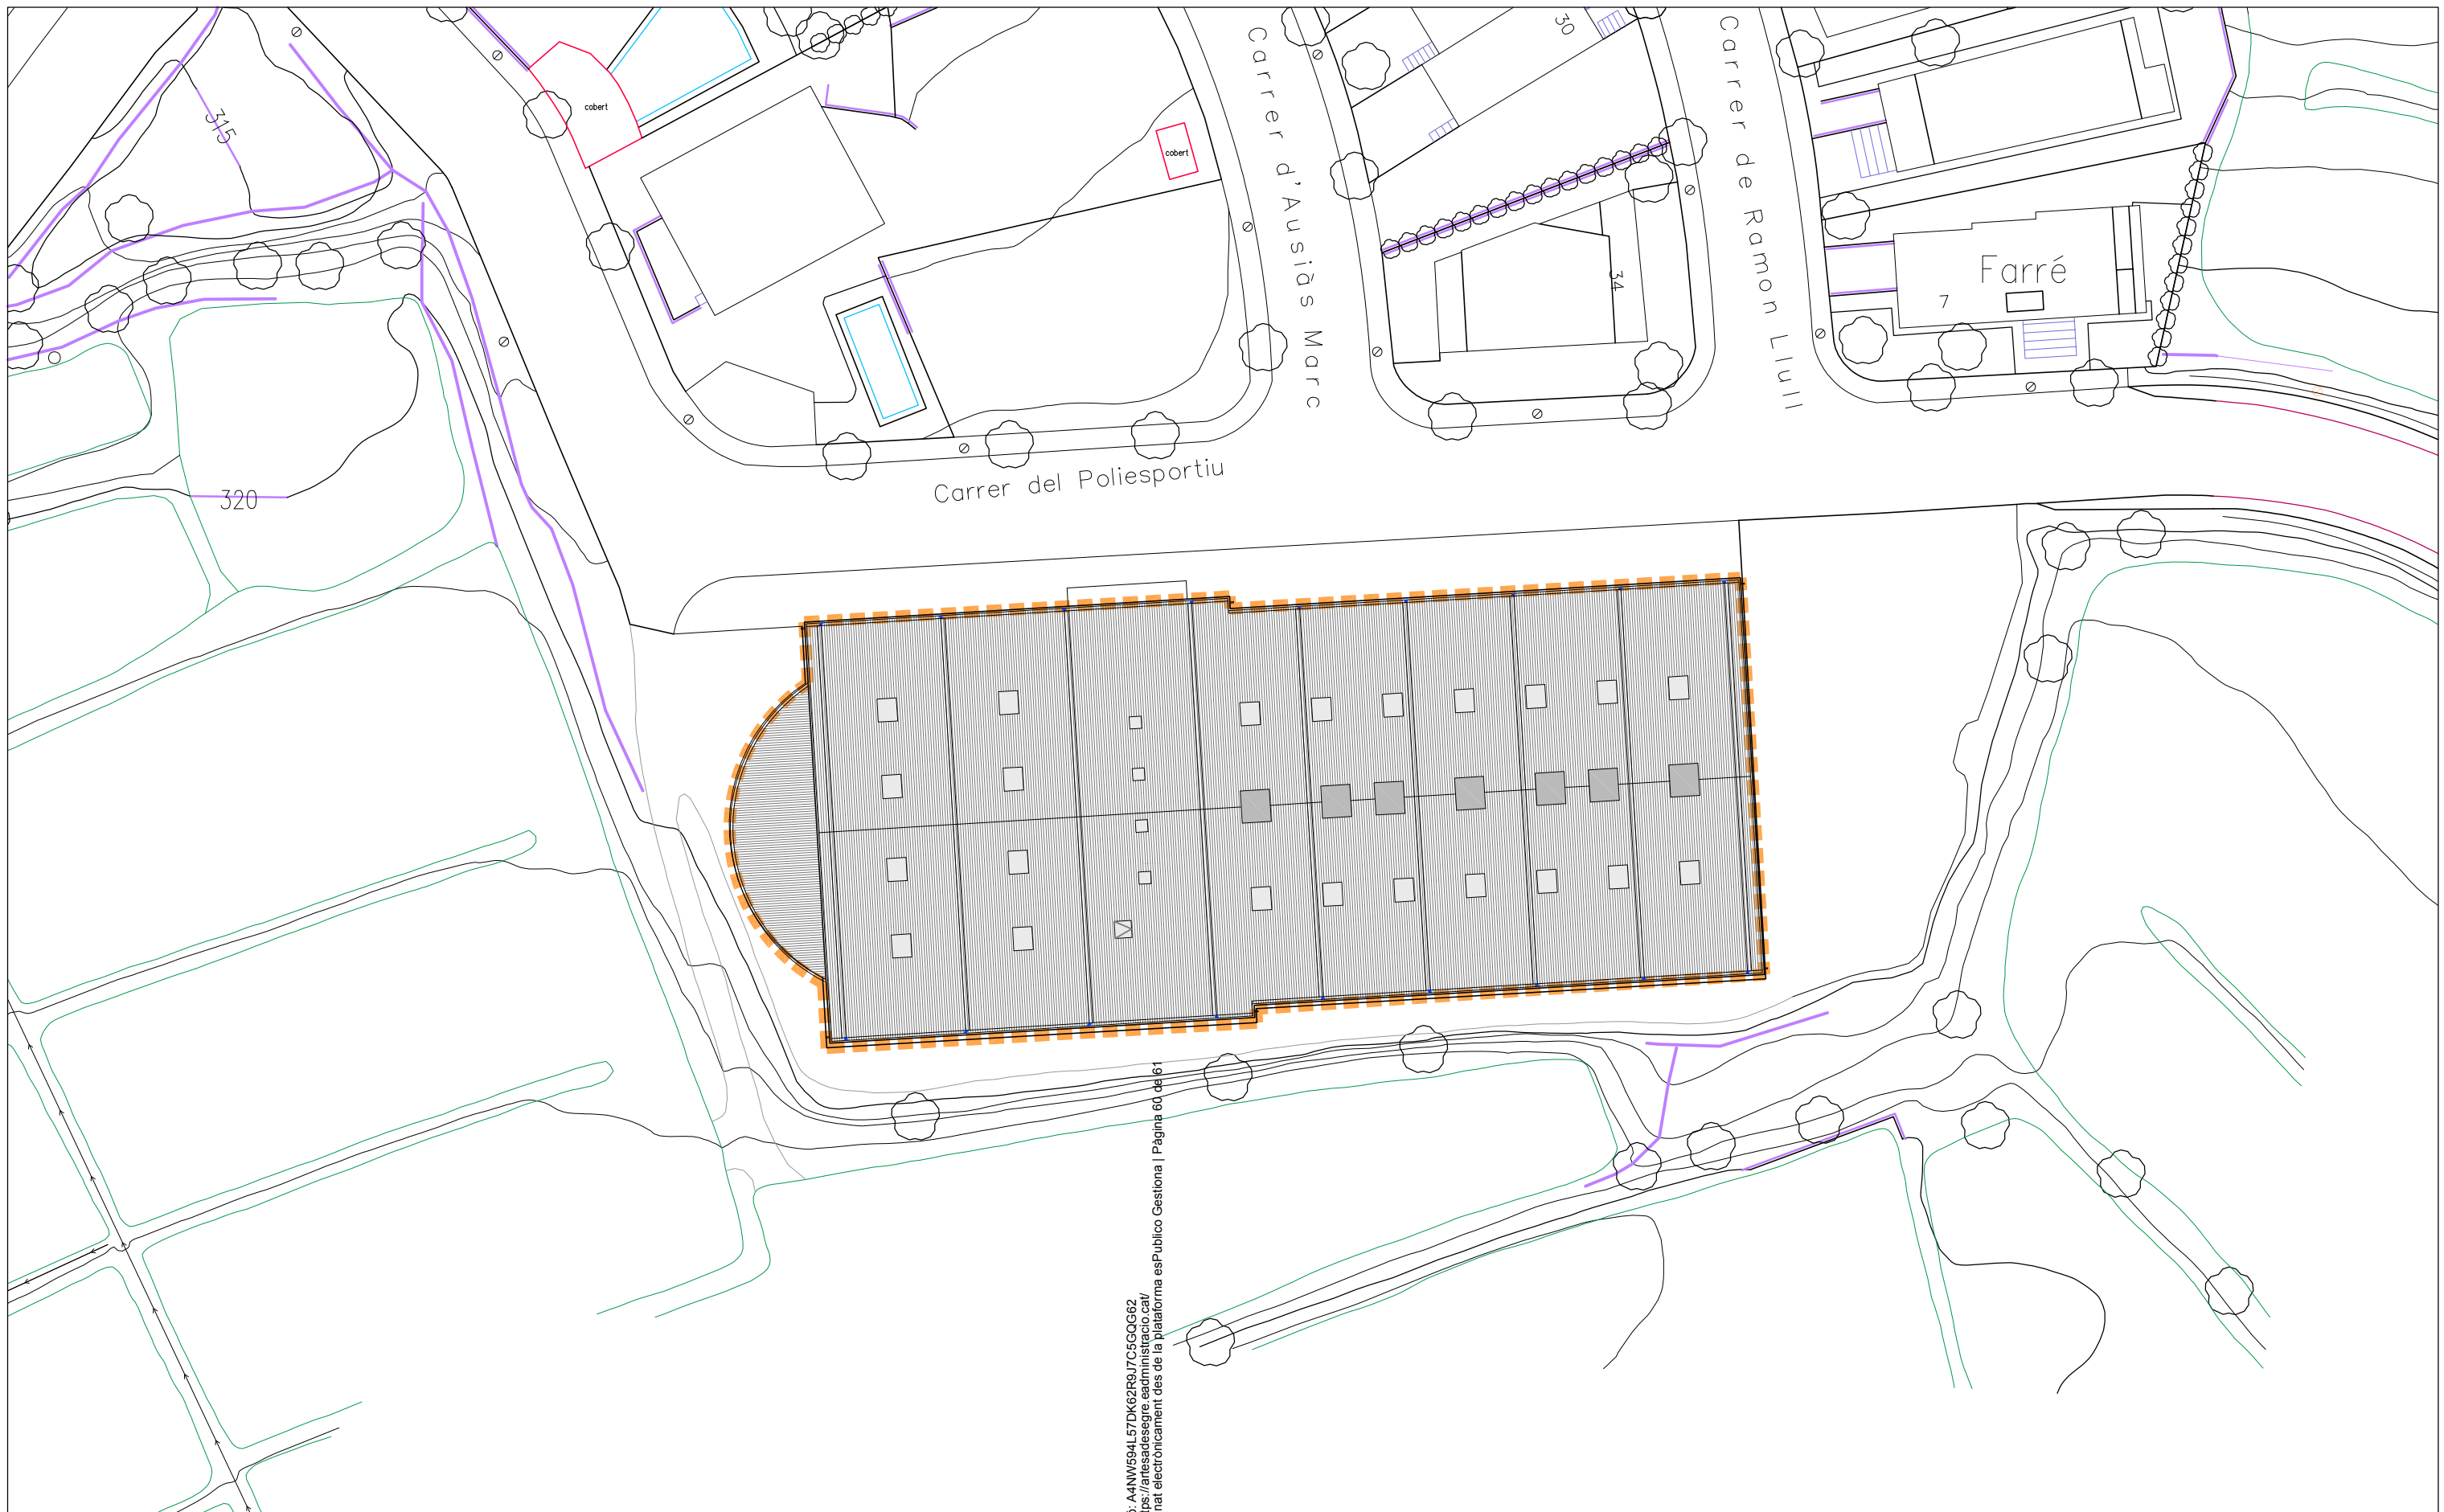 cobert
cobert
315
320
Carrer d'Ausiàs Marc
30
Carrer de Ramon Llull
34
Farré
7
Carrer del Poliesportiu
A4NW594L57DK62R9J7C5GQG62
tps://artesadesegre.eadministracio.cat/
nat electrònicament des de la plataforma esPublico Gestiona | Pàgina 60 de 61